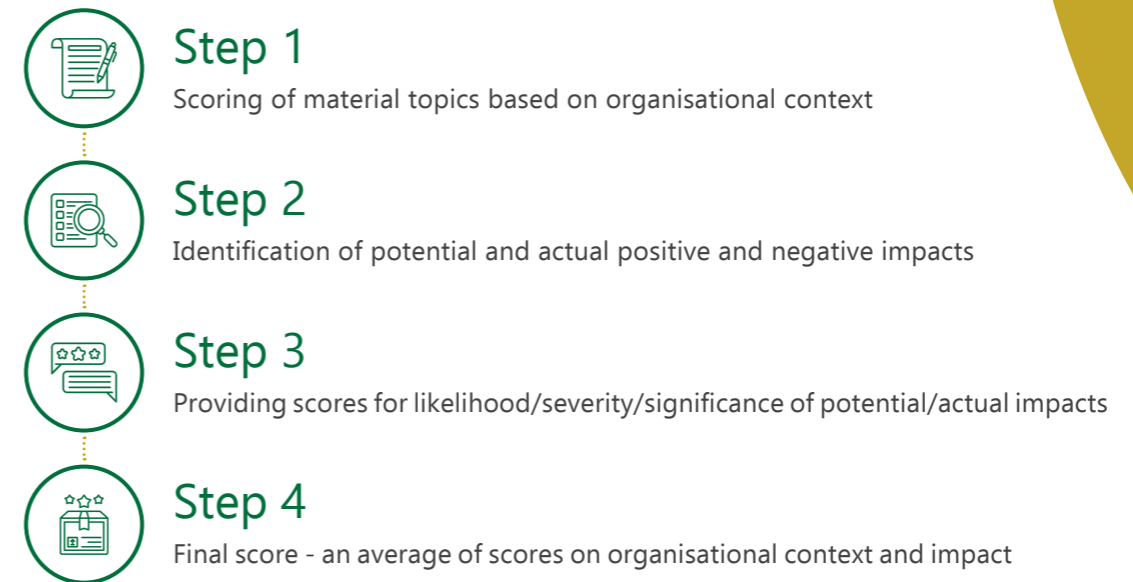 Step 1
Scoring of material topics based on organisational context
Step 2
Identification of potential and actual positive and negative impacts
Step 3
Providing scores for likelihood/severity/significance of potential/actual impacts
Step 4
Final score - an average of scores on organisational context and impact